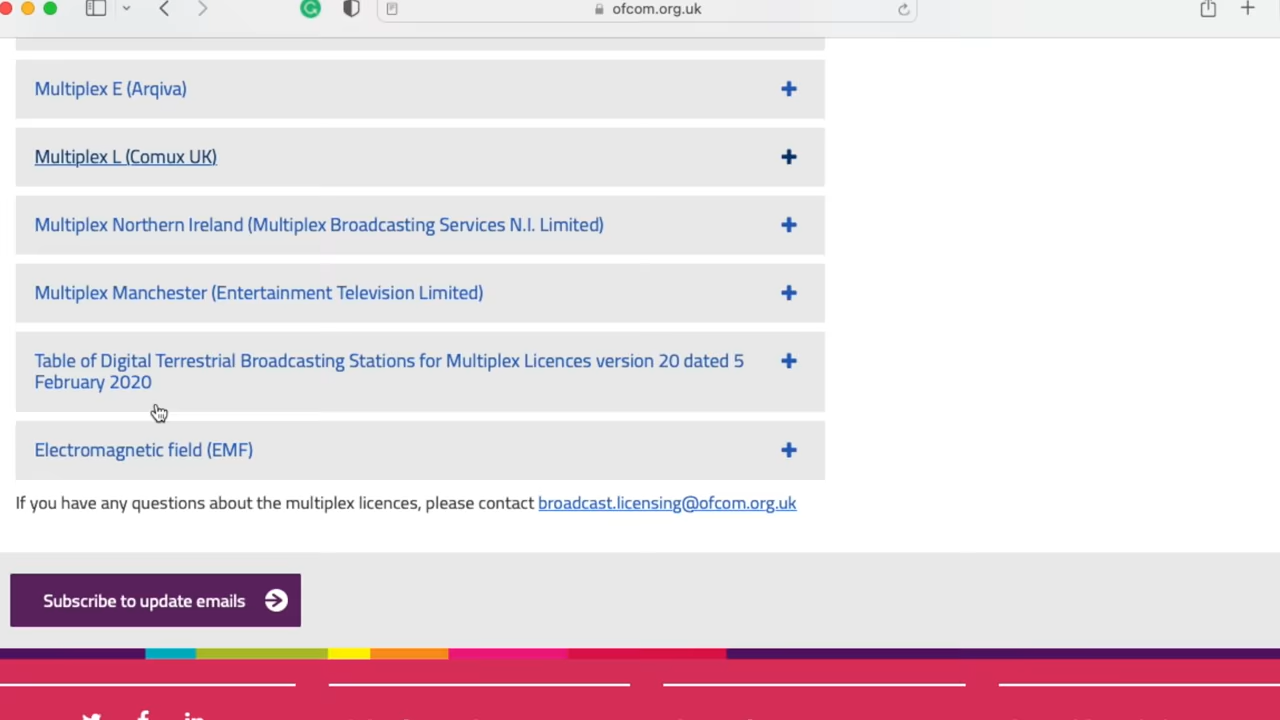 ofcom.org.uk
Multiplex E (Arqiva)
Multiplex L (Comux UK)
Multiplex Northern Ireland (Multiplex Broadcasting Services N.I. Limited)
Multiplex Manchester (Entertainment Television Limited)
Table of Digital Terrestrial Broadcasting Stations for Multiplex Licences version 20 dated 5
February 2020
Electromagnetic field (EMF)
If you have any questions about the multiplex licences, please contact broadcast.licensing@ofcom.org.uk
Subscribe to update emails